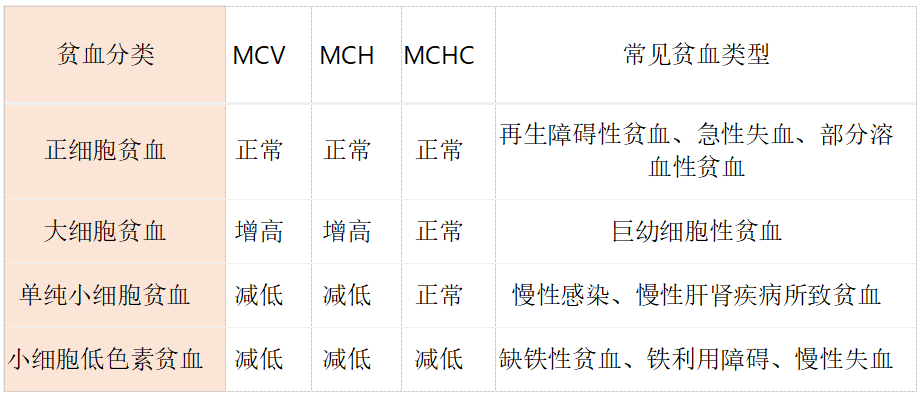 贫血分类 MCV MCH MCHC 常见贫血类型
正细胞贫血 正常 正常 正常 再生障碍性贫血、急性失血、部分溶
血性贫血
大细胞贫血 增高 增高 正常 巨幼细胞性贫血
单纯小细胞贫血 减低 减低 正常 慢性感染、慢性肝肾疾病所致贫血
小细胞低色素贫血 减低 减低 减低 缺铁性贫血、铁利用障碍、慢性失血